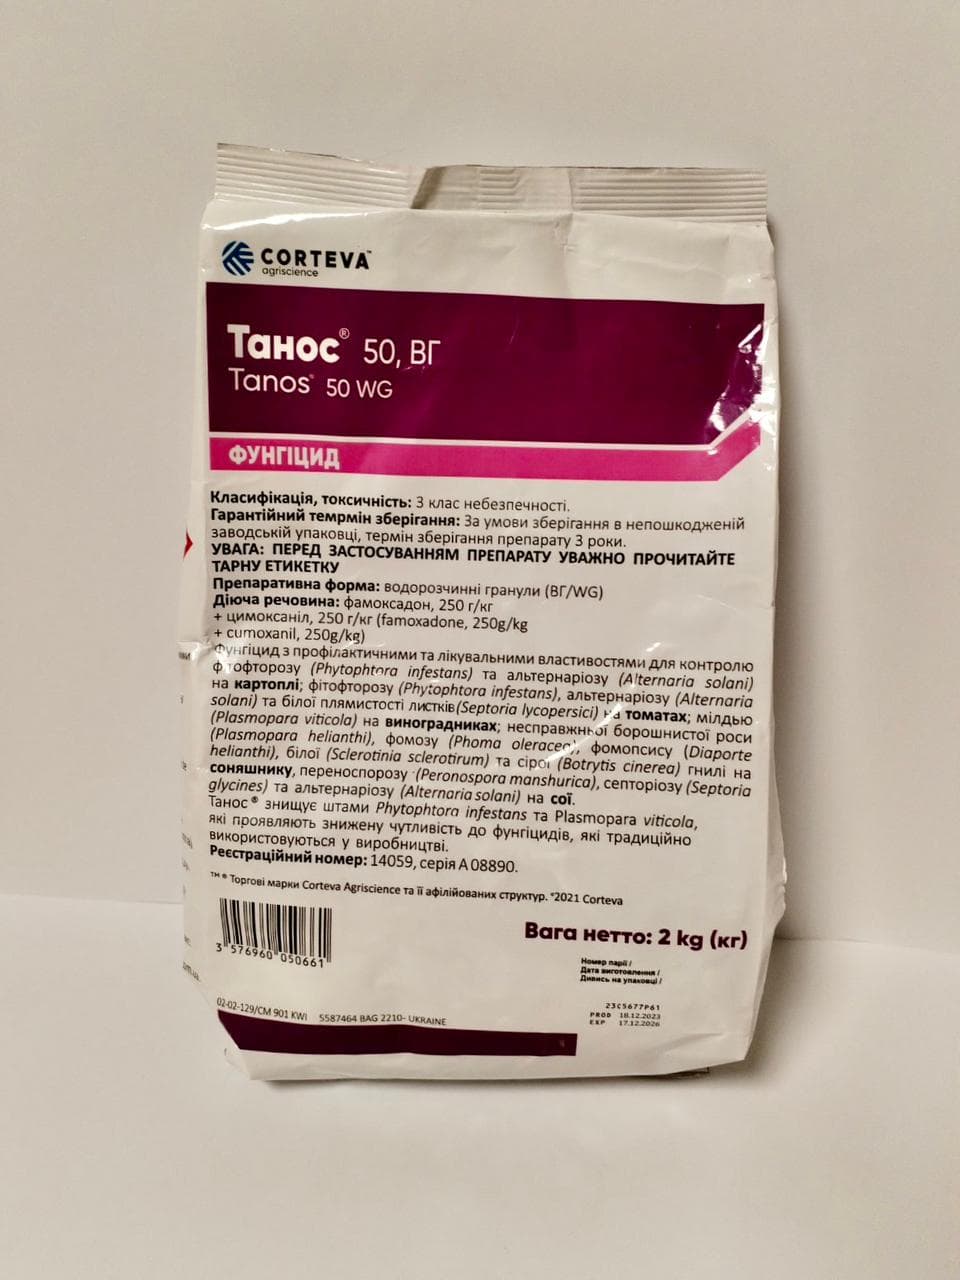 CORTEVA™
agriscience
Танос® 50, ВГ
Tanos® 50 WG
ФУНГІЦИД
Класифікація, токсичність: 3 клас небезпечності.
Гарантійний темрмін зберігання: За умови зберігання в непошкодженій
заводській упаковці, термін зберігання препарату 3 роки.
УВАГА: ПЕРЕД ЗАСТОСУВАННЯМ ПРЕПАРАТУ УВАЖНО ПРОЧИТАЙТЕ
ТАРНУ ЕТИКЕТКУ
Препаративна форма: водорозчинні гранули (ВГ/WG)
Діюча речовина: фамоксадон, 250 г/кг
+ цимоксаніл, 250 г/кг (famoxadone, 250g/kg
+ cumoxanil, 250g/kg)
Фунгіцид з профілактичними та лікувальними властивостями для контролю
фітофторозу (Phytophtora infestans) та альтернаріозу (Alternaria solani)
на картоплі; фітофторозу (Phytophtora infestans), альтернаріозу (Alternaria
solani) та білої плямистості листків (Septoria lycopersici) на томатах; мілдью
(Plasmopara viticola) на виноградниках; несправжньої борошнистої роси
(Plasmopara helianthi), фомозу (Phoma oleracea), фомопсису (Diaporte
helianthi), білої (Sclerotinia sclerotirum) та сірої (Botrytis cinerea) гнилі на
соняшнику, переноспорозу (Peronospora manshurica), септоріозу (Septoria
glycines) та альтернаріозу (Alternaria solani) на сої.
Танос® знищує штами Phytophtora infestans та Plasmopara viticola,
які проявляють знижену чутливість до фунгіцидів, які традиційно
використовуються у виробництві.
Реєстраційний номер: 14059, серія А 08890.
™ ® Торгові марки Corteva Agriscience та її афілійованих структур. *2021 Corteva
Вага нетто: 2 kg (кг)
3 576960 050661
Номер парії /
Дата виготовлення /
Дивись на упаковці /
23C5677P61
PROD 18.12.2023
EXP 17.12.2026
02-02-129/CM 901 KWI 5587464 BAG 2210- UKRAINE